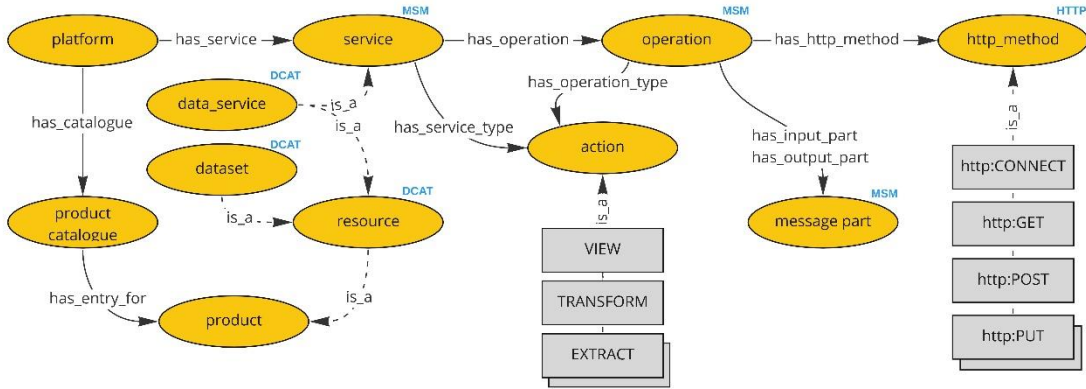 MSM
MSM
HTTP
platform
has_service
service
has_operation
operation
has_http_method
http_method
DCAT
data_service
is_a
is_a
has_operation_type
has_catalogue
has_service_type
DCAT
dataset
action
has_input_part
has_output_part
is_a
http:CONNECT
DCAT
MSM
product
catalogue
is_a
resource
is_a
message part
http:GET
VIEW
has_entry_for
is_a
TRANSFORM
http:POST
product
EXTRACT
http:PUT